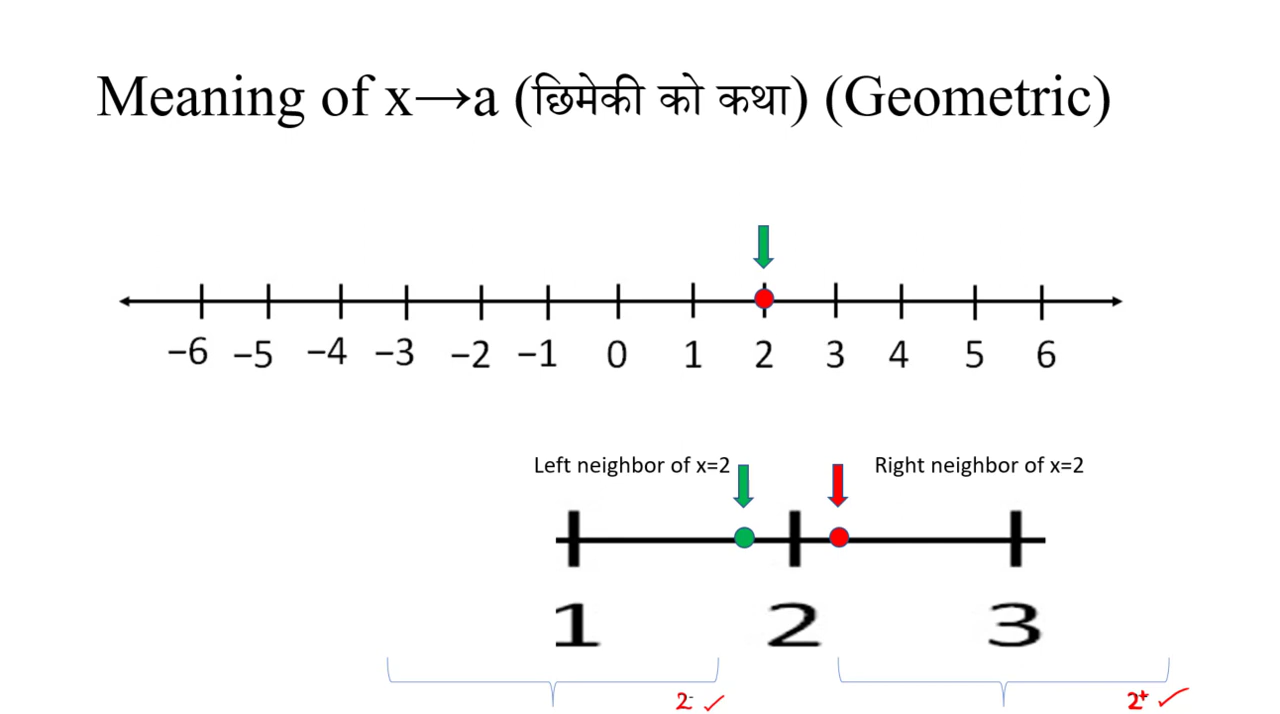 Meaning of x→a (छिमेकी को कथा) (Geometric)
−6 −5 −4 −3 −2 −1 0 1 2 3 4 5 6
Left neighbor of x=2 Right neighbor of x=2
1 2 3
2⁻ ✓ 2⁺ ✓